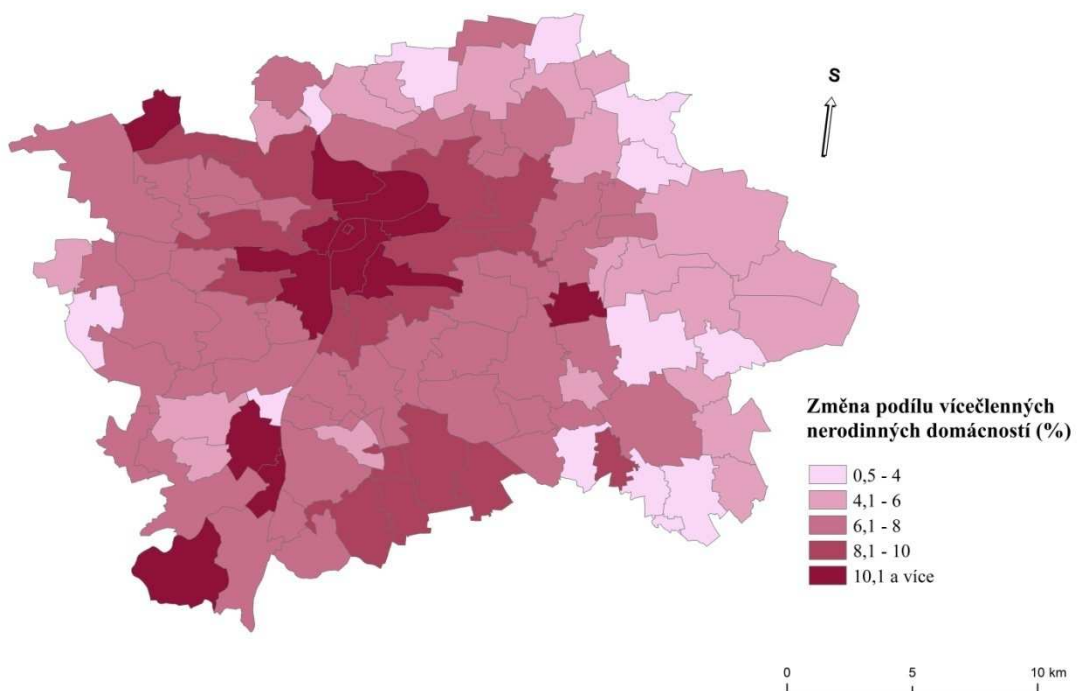 S
Změna podílu vícečlenných
nerodinných domácností (%)
0,5 - 4
4,1 - 6
6,1 - 8
8,1 - 10
10,1 a více
0 5 10 km